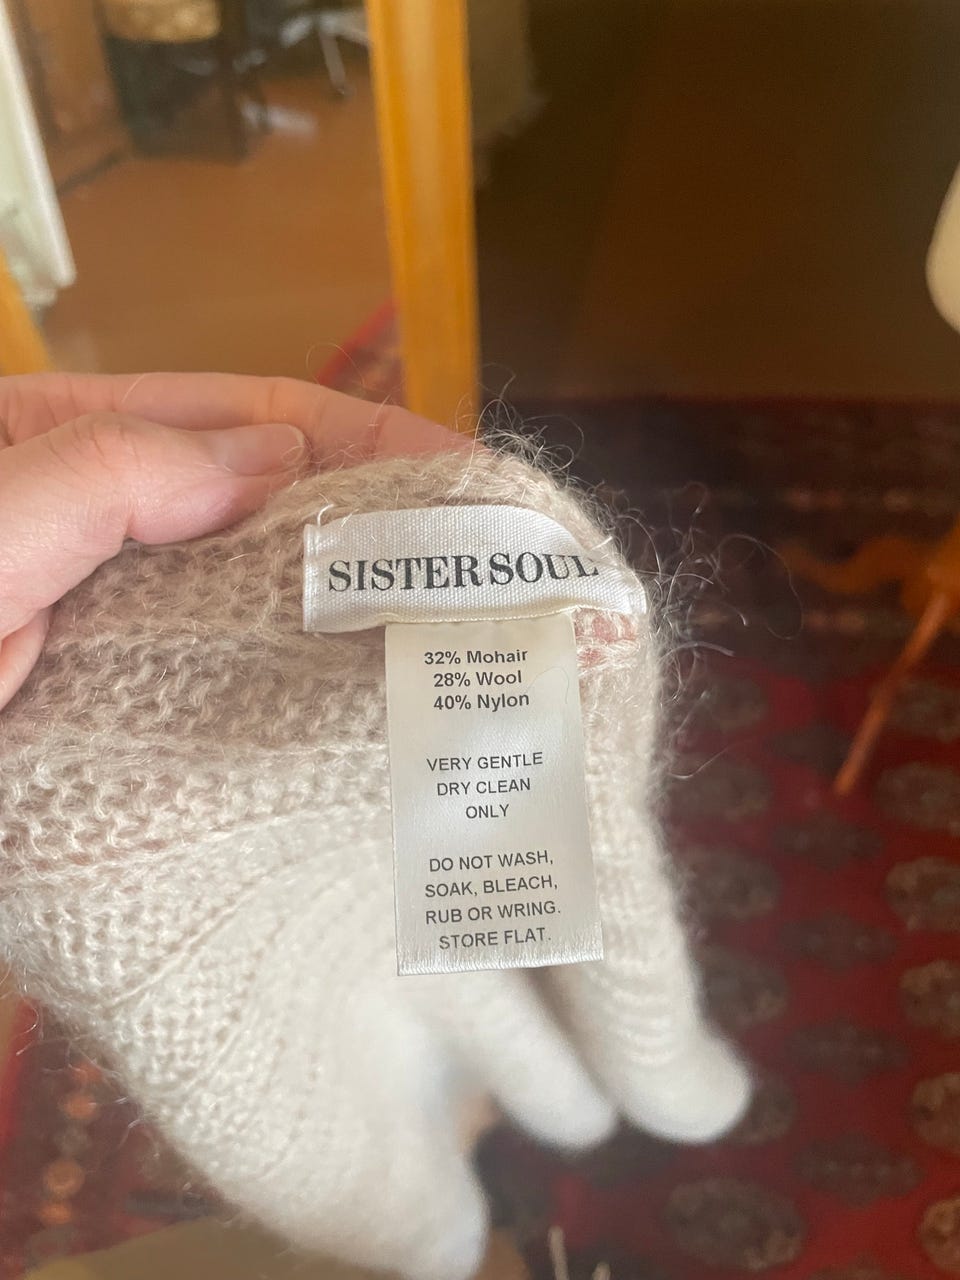 SISTER SOUL
32% Mohair
28% Wool
40% Nylon
VERY GENTLE
DRY CLEAN
ONLY
DO NOT WASH,
SOAK, BLEACH,
RUB OR WRING.
STORE FLAT.